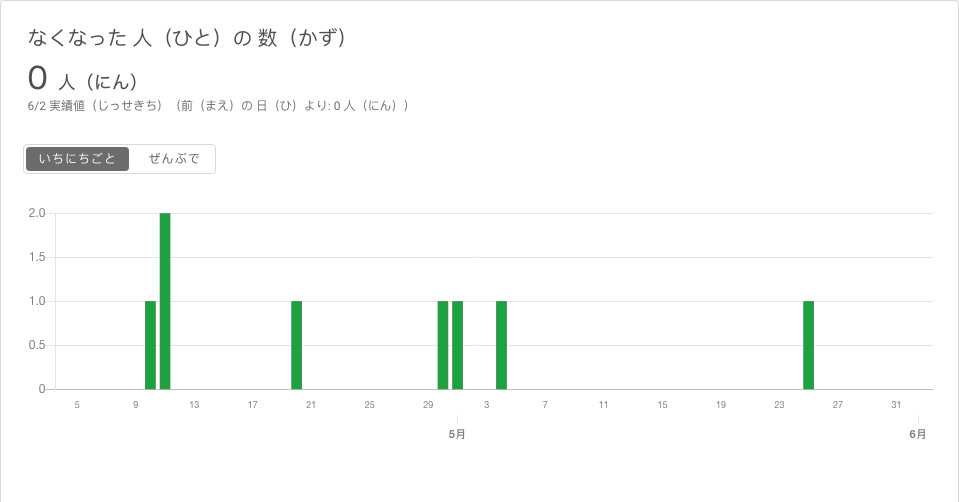 なくなった 人（ひと）の 数（かず）
0 人（にん）
6/2 実績値（じっせきち）（前（まえ）の 日（ひ）より: 0 人（にん））
いちにちごと ぜんぶで
2.0
1.5
1.0
0.5
0
5 9 13 17 21 25 29 3 7 11 15 19 23 27 31
5月 6月